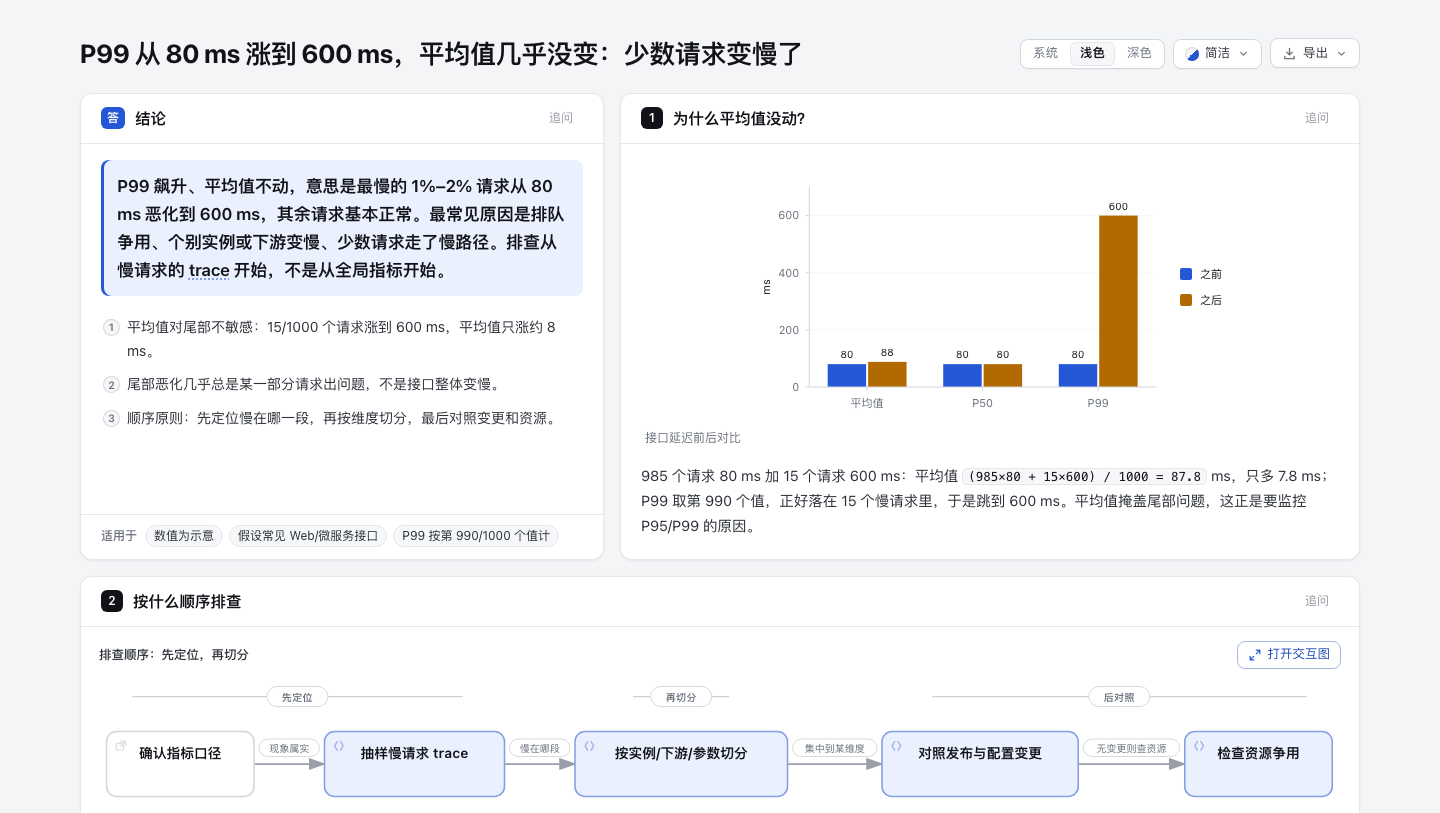 P99 从 80 ms 涨到 600 ms，平均值几乎没变：少数请求变慢了
系统 浅色 深色 简洁 导出
答 结论 追问
P99 飙升、平均值不动，意思是最慢的 1%–2% 请求从 80
ms 恶化到 600 ms，其余请求基本正常。最常见原因是排队
争用、个别实例或下游变慢、少数请求走了慢路径。排查从
慢请求的 trace 开始，不是从全局指标开始。
1 平均值对尾部不敏感：15/1000 个请求涨到 600 ms，平均值只涨约 8
ms。
2 尾部恶化几乎总是某一部分请求出问题，不是接口整体变慢。
3 顺序原则：先定位慢在哪一段，再按维度切分，最后对照变更和资源。
适用于 数值为示意 假设常见 Web/微服务接口 P99 按第 990/1000 个值计
1 为什么平均值没动? 追问
ms
600
400
200
0
80 88 80 80 80 600
平均值 P50 P99
之前
之后
接口延迟前后对比
985 个请求 80 ms 加 15 个请求 600 ms：平均值 (985×80 + 15×600) / 1000 = 87.8 ms，只多 7.8 ms；
P99 取第 990 个值，正好落在 15 个慢请求里，于是跳到 600 ms。平均值掩盖尾部问题，这正是要监控
P95/P99 的原因。
2 按什么顺序排查 追问
排查顺序：先定位，再切分 打开交互图
先定位 再切分 后对照
确认指标口径 现象属实 抽样慢请求 trace 慢在哪段 按实例/下游/参数切分 集中到某维度 对照发布与配置变更 无变更则查资源 检查资源争用